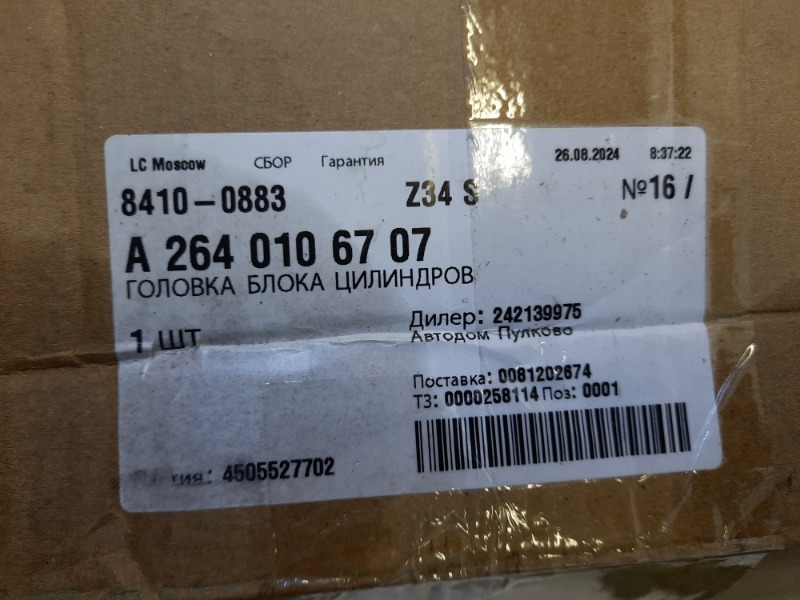 LC Moscow СБОР Гарантия 26.08.2024 8:37:22
8410-0883 Z34 S №16 /
A 264 010 67 07
ГОЛОВКА БЛОКА ЦИЛИНДРОВ
1 ШТ
Дилер: 242139975
Автодом Пулково
Поставка: 0081202674
ТЗ: 0000258114 Поз: 0001
4505527702